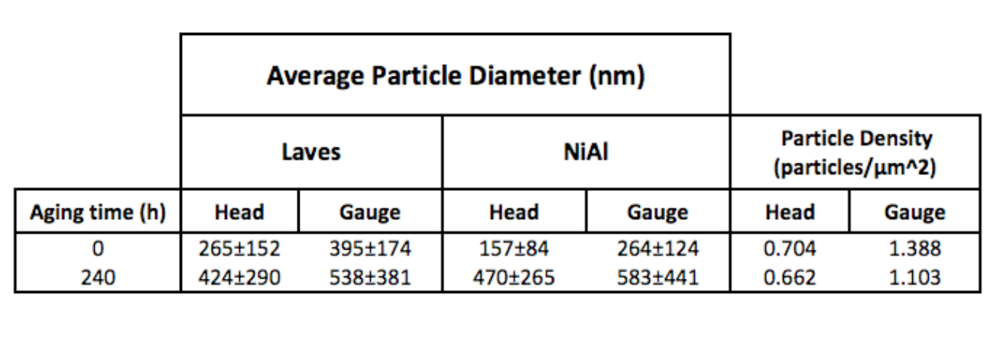 Average Particle Diameter (nm)
Laves NiAl Particle Density
(particles/µm^2)
Aging time (h) Head Gauge Head Gauge Head Gauge
0 265±152 395±174 157±84 264±124 0.704 1.388
240 424±290 538±381 470±265 583±441 0.662 1.103